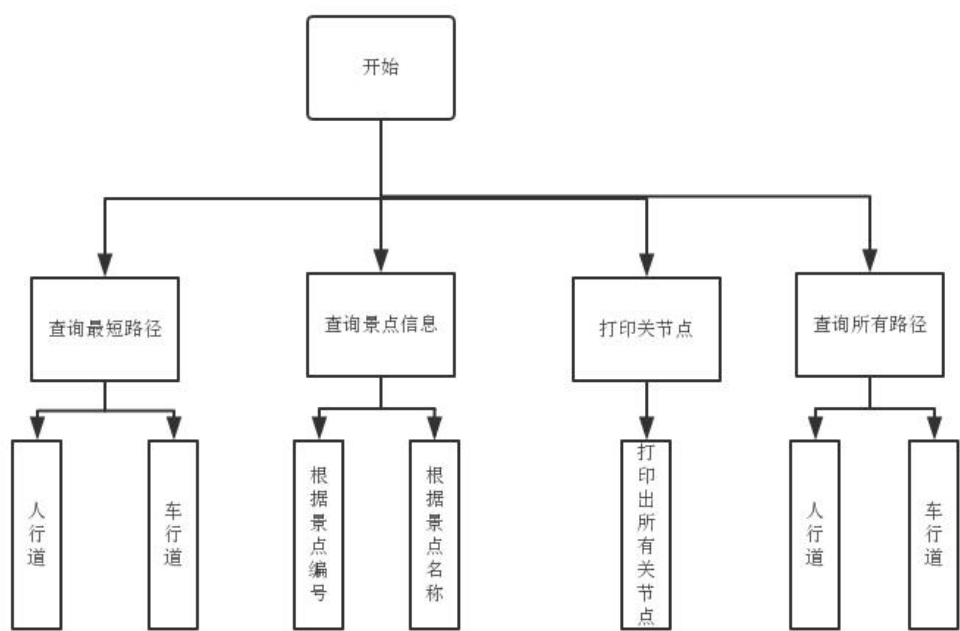 开始
查询最短路径
查询景点信息
打印关节点
查询所有路径
人行道
车行道
根据景点编号
根据景点名称
打印出所有关节点
人行道
车行道